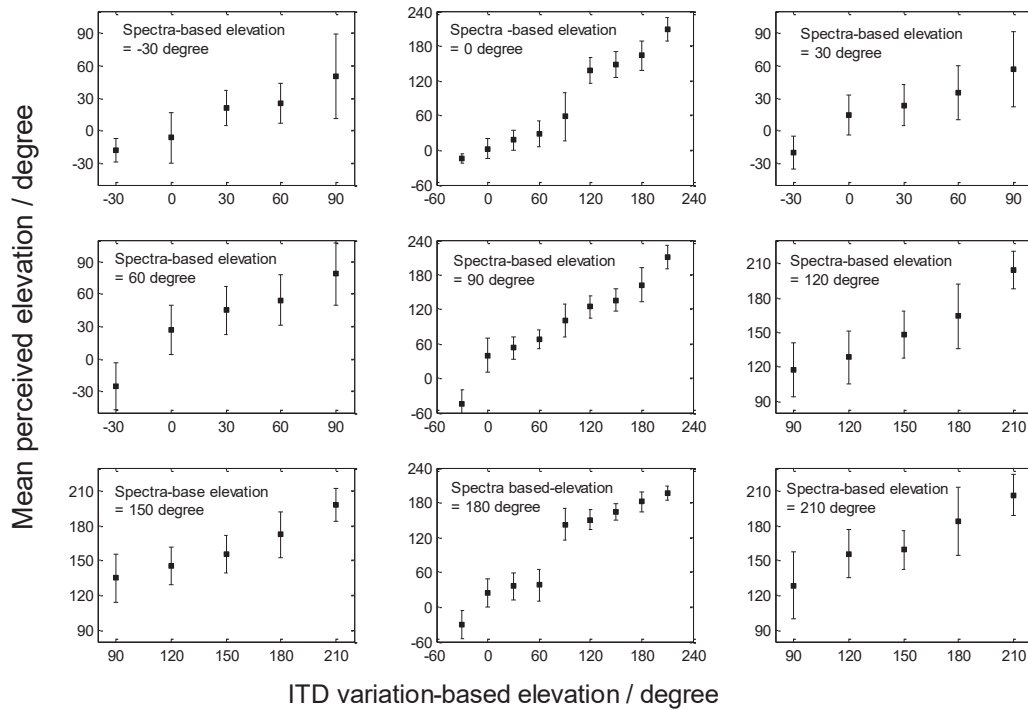 Mean perceived elevation / degree
Spectra-based elevation
= -30 degree
90
60
30
0
-30
-30 0 30 60 90
Spectra -based elevation
= 0 degree
240
180
120
60
0
-60
-60 0 60 120 180 240
Spectra-based elevation
= 30 degree
90
60
30
0
-30
-30 0 30 60 90
Spectra-based elevation
= 60 degree
90
60
30
0
-30
-30 0 30 60 90
Spectra-based elevation
= 90 degree
240
180
120
60
0
-60
-60 0 60 120 180 240
Spectra-based elevation
= 120 degree
210
180
150
120
90
90 120 150 180 210
Spectra-base elevation
= 150 degree
210
180
150
120
90
90 120 150 180 210
Spectra based-elevation
= 180 degree
240
180
120
60
0
-60
-60 0 60 120 180 240
Spectra-based elevation
= 210 degree
210
180
150
120
90
90 120 150 180 210
ITD variation-based elevation / degree